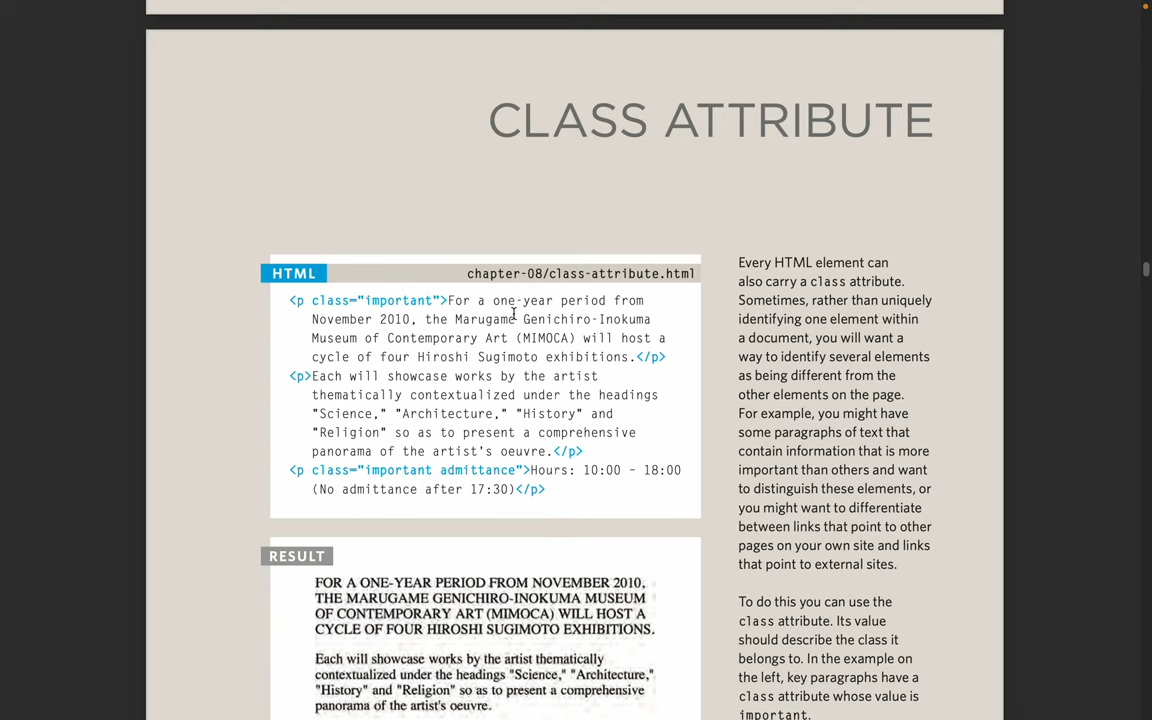 CLASS ATTRIBUTE
HTML
chapter-08/class-attribute.html
<p class="important">For a one-year period from
November 2010, the Marugame Genichiro-Inokuma
Museum of Contemporary Art (MIMOCA) will host a
cycle of four Hiroshi Sugimoto exhibitions.</p>
<p>Each will showcase works by the artist
thematically contextualized under the headings
"Science," "Architecture," "History" and
"Religion" so as to present a comprehensive
panorama of the artist's oeuvre.</p>
<p class="important admittance">Hours: 10:00 – 18:00
(No admittance after 17:30)</p>
RESULT
FOR A ONE-YEAR PERIOD FROM NOVEMBER 2010,
THE MARUGAME GENICHIRO-INOKUMA MUSEUM
OF CONTEMPORARY ART (MIMOCA) WILL HOST A
CYCLE OF FOUR HIROSHI SUGIMOTO EXHIBITIONS.
Each will showcase works by the artist thematically
contextualized under the headings "Science," "Architecture,"
"History" and "Religion" so as to present a comprehensive
panorama of the artist's oeuvre.
Every HTML element can
also carry a class attribute.
Sometimes, rather than uniquely
identifying one element within
a document, you will want a
way to identify several elements
as being different from the
other elements on the page.
For example, you might have
some paragraphs of text that
contain information that is more
important than others and want
to distinguish these elements, or
you might want to differentiate
between links that point to other
pages on your own site and links
that point to external sites.
To do this you can use the
class attribute. Its value
should describe the class it
belongs to. In the example on
the left, key paragraphs have a
class attribute whose value is
important.